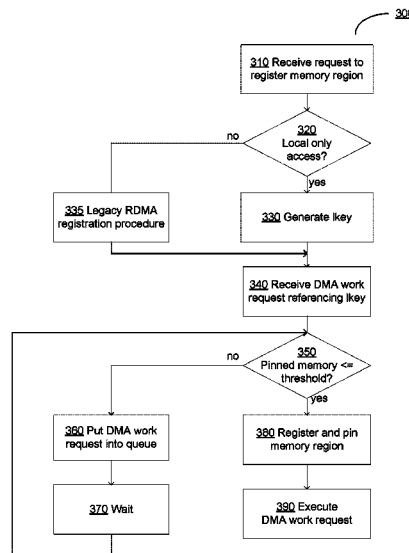 310 Receive request to
register memory region
320
Local only
access?
no
yes
335 Legacy RDMA
registration procedure
330 Generate lkey
340 Receive DMA work
request referencing lkey
350
Pinned memory <=
threshold?
no
yes
360 Put DMA work
request into queue
380 Register and pin
memory region
370 Wait
390 Execute
DMA work request